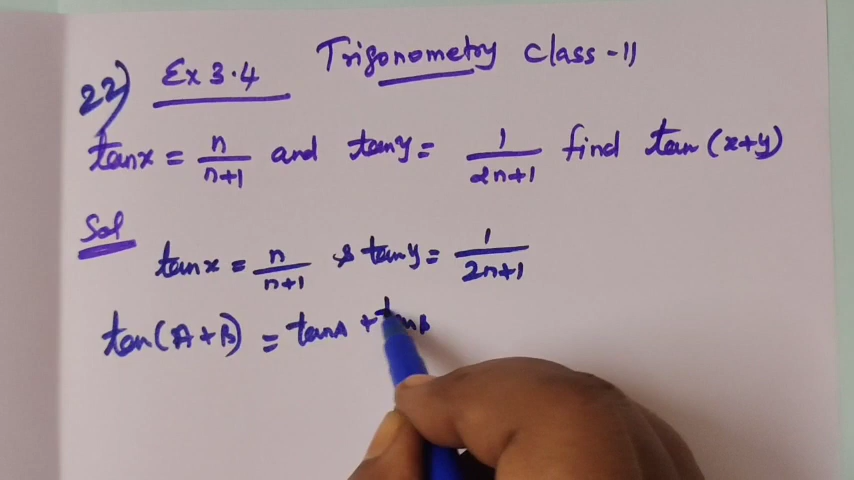 22) Ex 3.4 Trigonometry class-11
tanx = n/n+1 and tany = 1/2n+1 find tan(x+y)
Sol
tanx = n/n+1 & tany = 1/2n+1
tan(A+B) = tanA + tanB